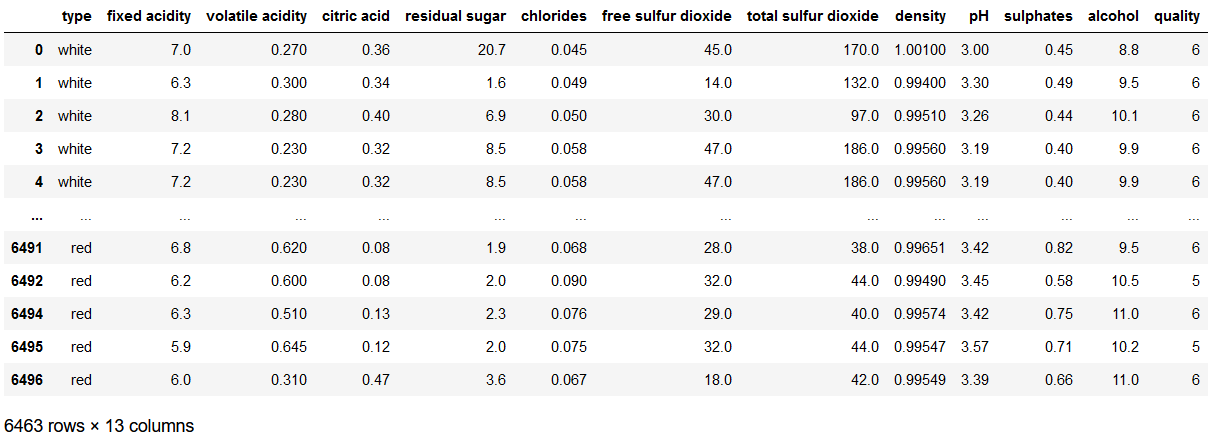 type fixed acidity volatile acidity citric acid residual sugar chlorides free sulfur dioxide total sulfur dioxide density pH sulphates alcohol quality
0 white 7.0 0.270 0.36 20.7 0.045 45.0 170.0 1.00100 3.00 0.45 8.8 6
1 white 6.3 0.300 0.34 1.6 0.049 14.0 132.0 0.99400 3.30 0.49 9.5 6
2 white 8.1 0.280 0.40 6.9 0.050 30.0 97.0 0.99510 3.26 0.44 10.1 6
3 white 7.2 0.230 0.32 8.5 0.058 47.0 186.0 0.99560 3.19 0.40 9.9 6
4 white 7.2 0.230 0.32 8.5 0.058 47.0 186.0 0.99560 3.19 0.40 9.9 6
... ... ... ... ... ... ... ... ... ... ... ... ... ...
6491 red 6.8 0.620 0.08 1.9 0.068 28.0 38.0 0.99651 3.42 0.82 9.5 6
6492 red 6.2 0.600 0.08 2.0 0.090 32.0 44.0 0.99490 3.45 0.58 10.5 5
6494 red 6.3 0.510 0.13 2.3 0.076 29.0 40.0 0.99574 3.42 0.75 11.0 6
6495 red 5.9 0.645 0.12 2.0 0.075 32.0 44.0 0.99547 3.57 0.71 10.2 5
6496 red 6.0 0.310 0.47 3.6 0.067 18.0 42.0 0.99549 3.39 0.66 11.0 6
6463 rows × 13 columns